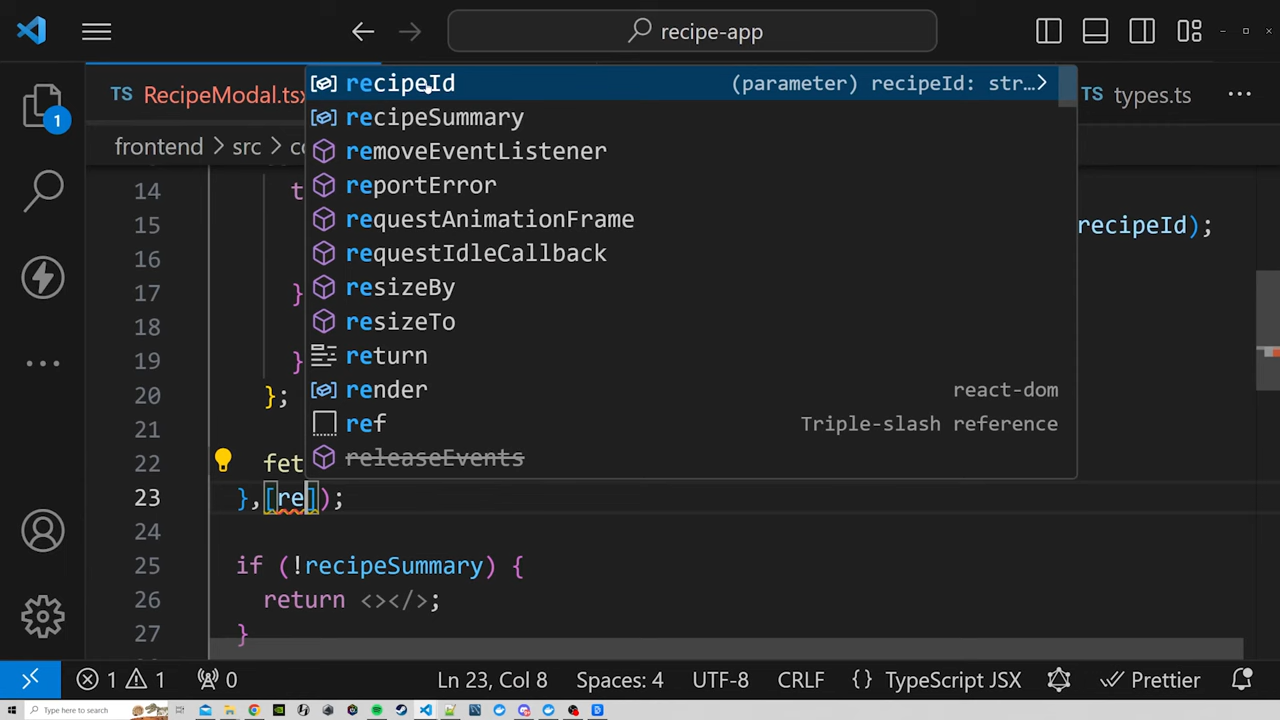 recipe-app
TS RecipeModal.tsx
TS types.ts
frontend > src > co
recipeId (parameter) recipeId: str…
recipeSummary
removeEventListener
reportError
requestAnimationFrame
requestIdleCallback
resizeBy
resizeTo
return
render react-dom
ref Triple-slash reference
releaseEvents
1
14 t
15 recipeId);
16
17 }
18
19 }
20 };
21
22 fet
23 },[re]);
24
25 if (!recipeSummary) {
26 return <></>;
27 }
1 1 0 Ln 23, Col 8 Spaces: 4 UTF-8 CRLF {} TypeScript JSX Prettier
Type here to search